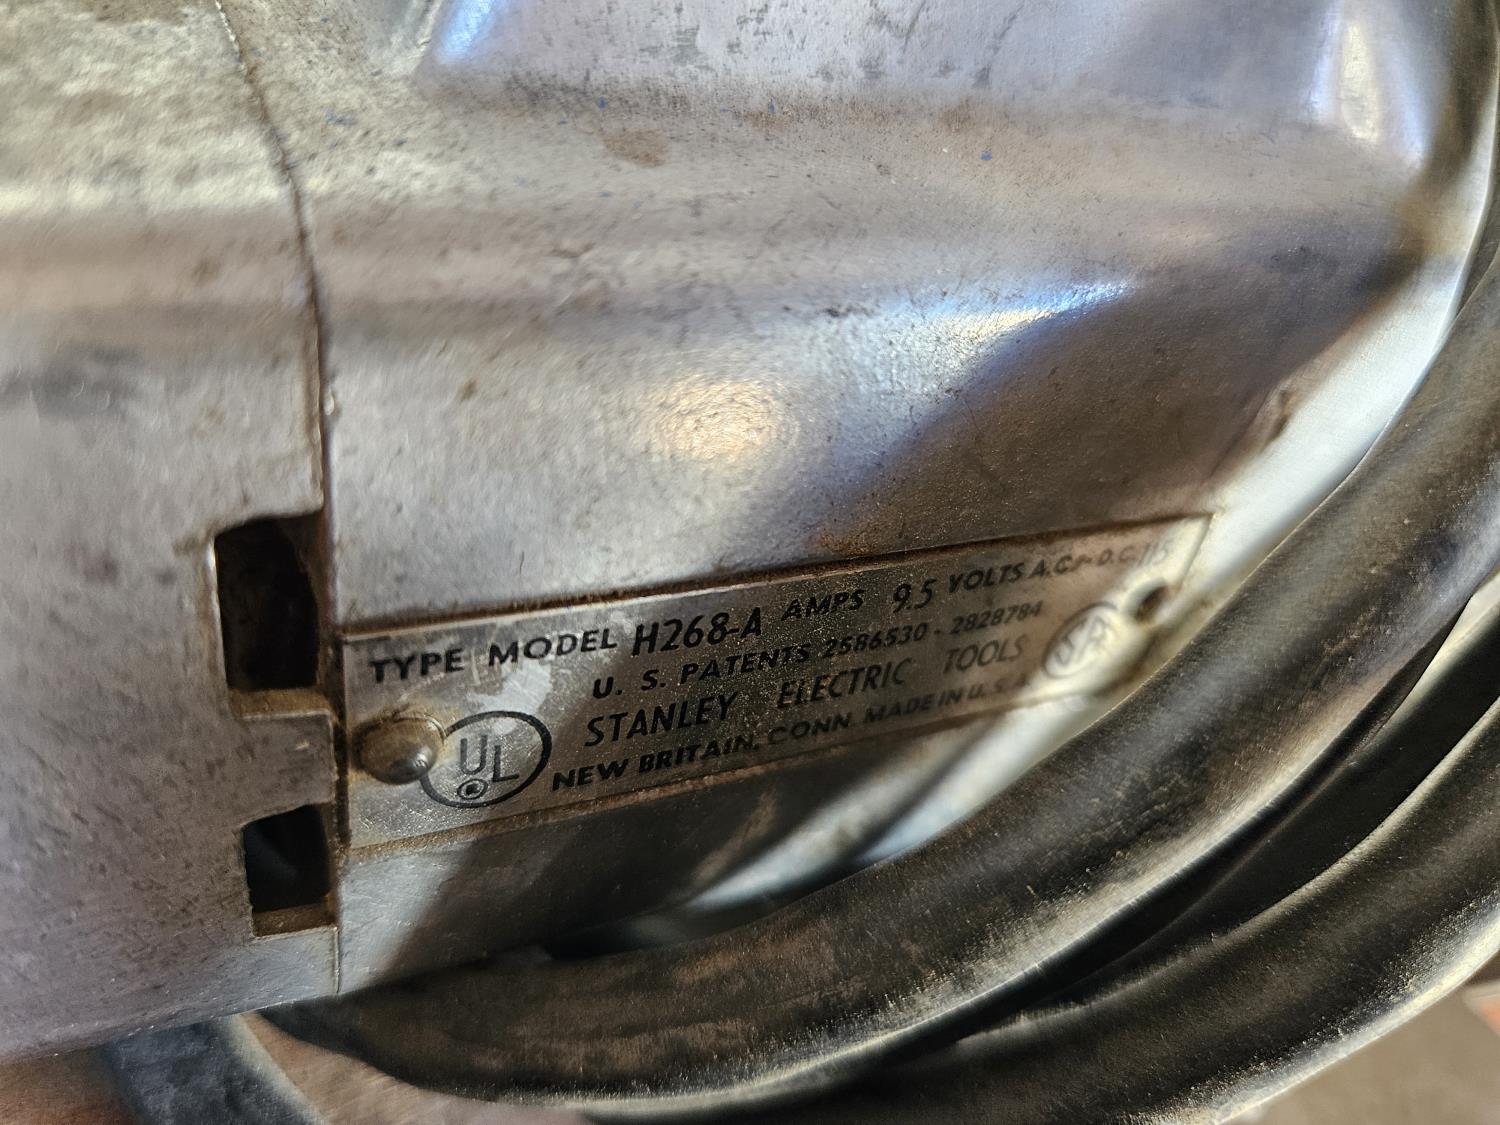 TYPE MODEL H268-A AMPS 9.5 VOLTS A.C.- D.C. 115
U. S. PATENTS 2586530 - 2828784
STANLEY ELECTRIC TOOLS
NEW BRITAIN, CONN. MADE IN U.S.A.
UL
SA